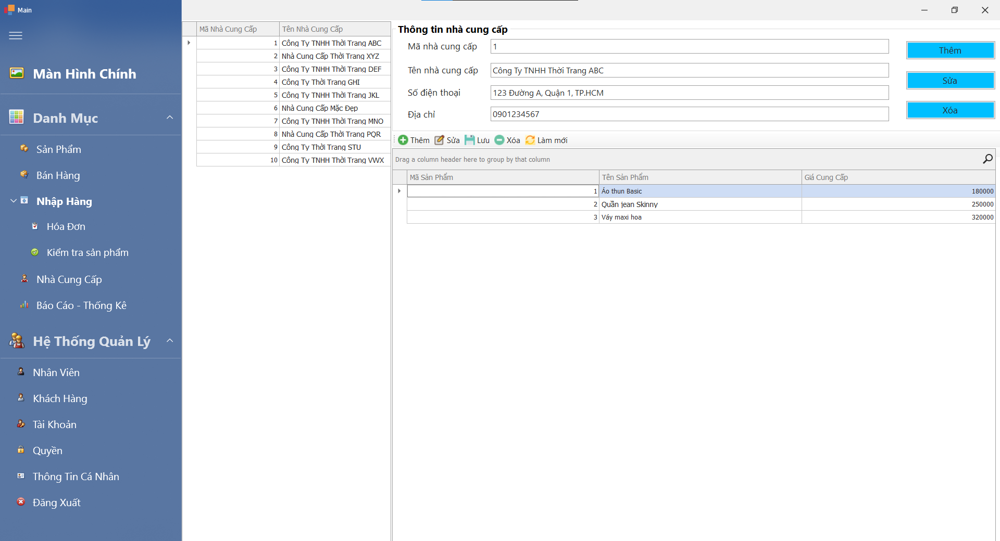 Main
Màn Hình Chính
Danh Mục
Sản Phẩm
Bán Hàng
Nhập Hàng
Hóa Đơn
Kiểm tra sản phẩm
Nhà Cung Cấp
Báo Cáo - Thống Kê
Hệ Thống Quản Lý
Nhân Viên
Khách Hàng
Tài Khoản
Quyền
Thông Tin Cá Nhân
Đăng Xuất
Mã Nhà Cung Cấp Tên Nhà Cung Cấp
1 Công Ty TNHH Thời Trang ABC
2 Nhà Cung Cấp Thời Trang XYZ
3 Công Ty TNHH Thời Trang DEF
4 Công Ty Thời Trang GHI
5 Công Ty TNHH Thời Trang JKL
6 Nhà Cung Cấp Mặc Đẹp
7 Công Ty TNHH Thời Trang MNO
8 Nhà Cung Cấp Thời Trang PQR
9 Công Ty Thời Trang STU
10 Công Ty TNHH Thời Trang VWX
Thông tin nhà cung cấp
Mã nhà cung cấp 1
Tên nhà cung cấp Công Ty TNHH Thời Trang ABC
Số điện thoại 123 Đường A, Quận 1, TP.HCM
Địa chỉ 0901234567
Thêm
Sửa
Xóa
Thêm Sửa Lưu Xóa Làm mới
Drag a column header here to group by that column
Mã Sản Phẩm Tên Sản Phẩm Giá Cung Cấp
1 Áo thun Basic 180000
2 Quần jean Skinny 250000
3 Váy maxi hoa 320000